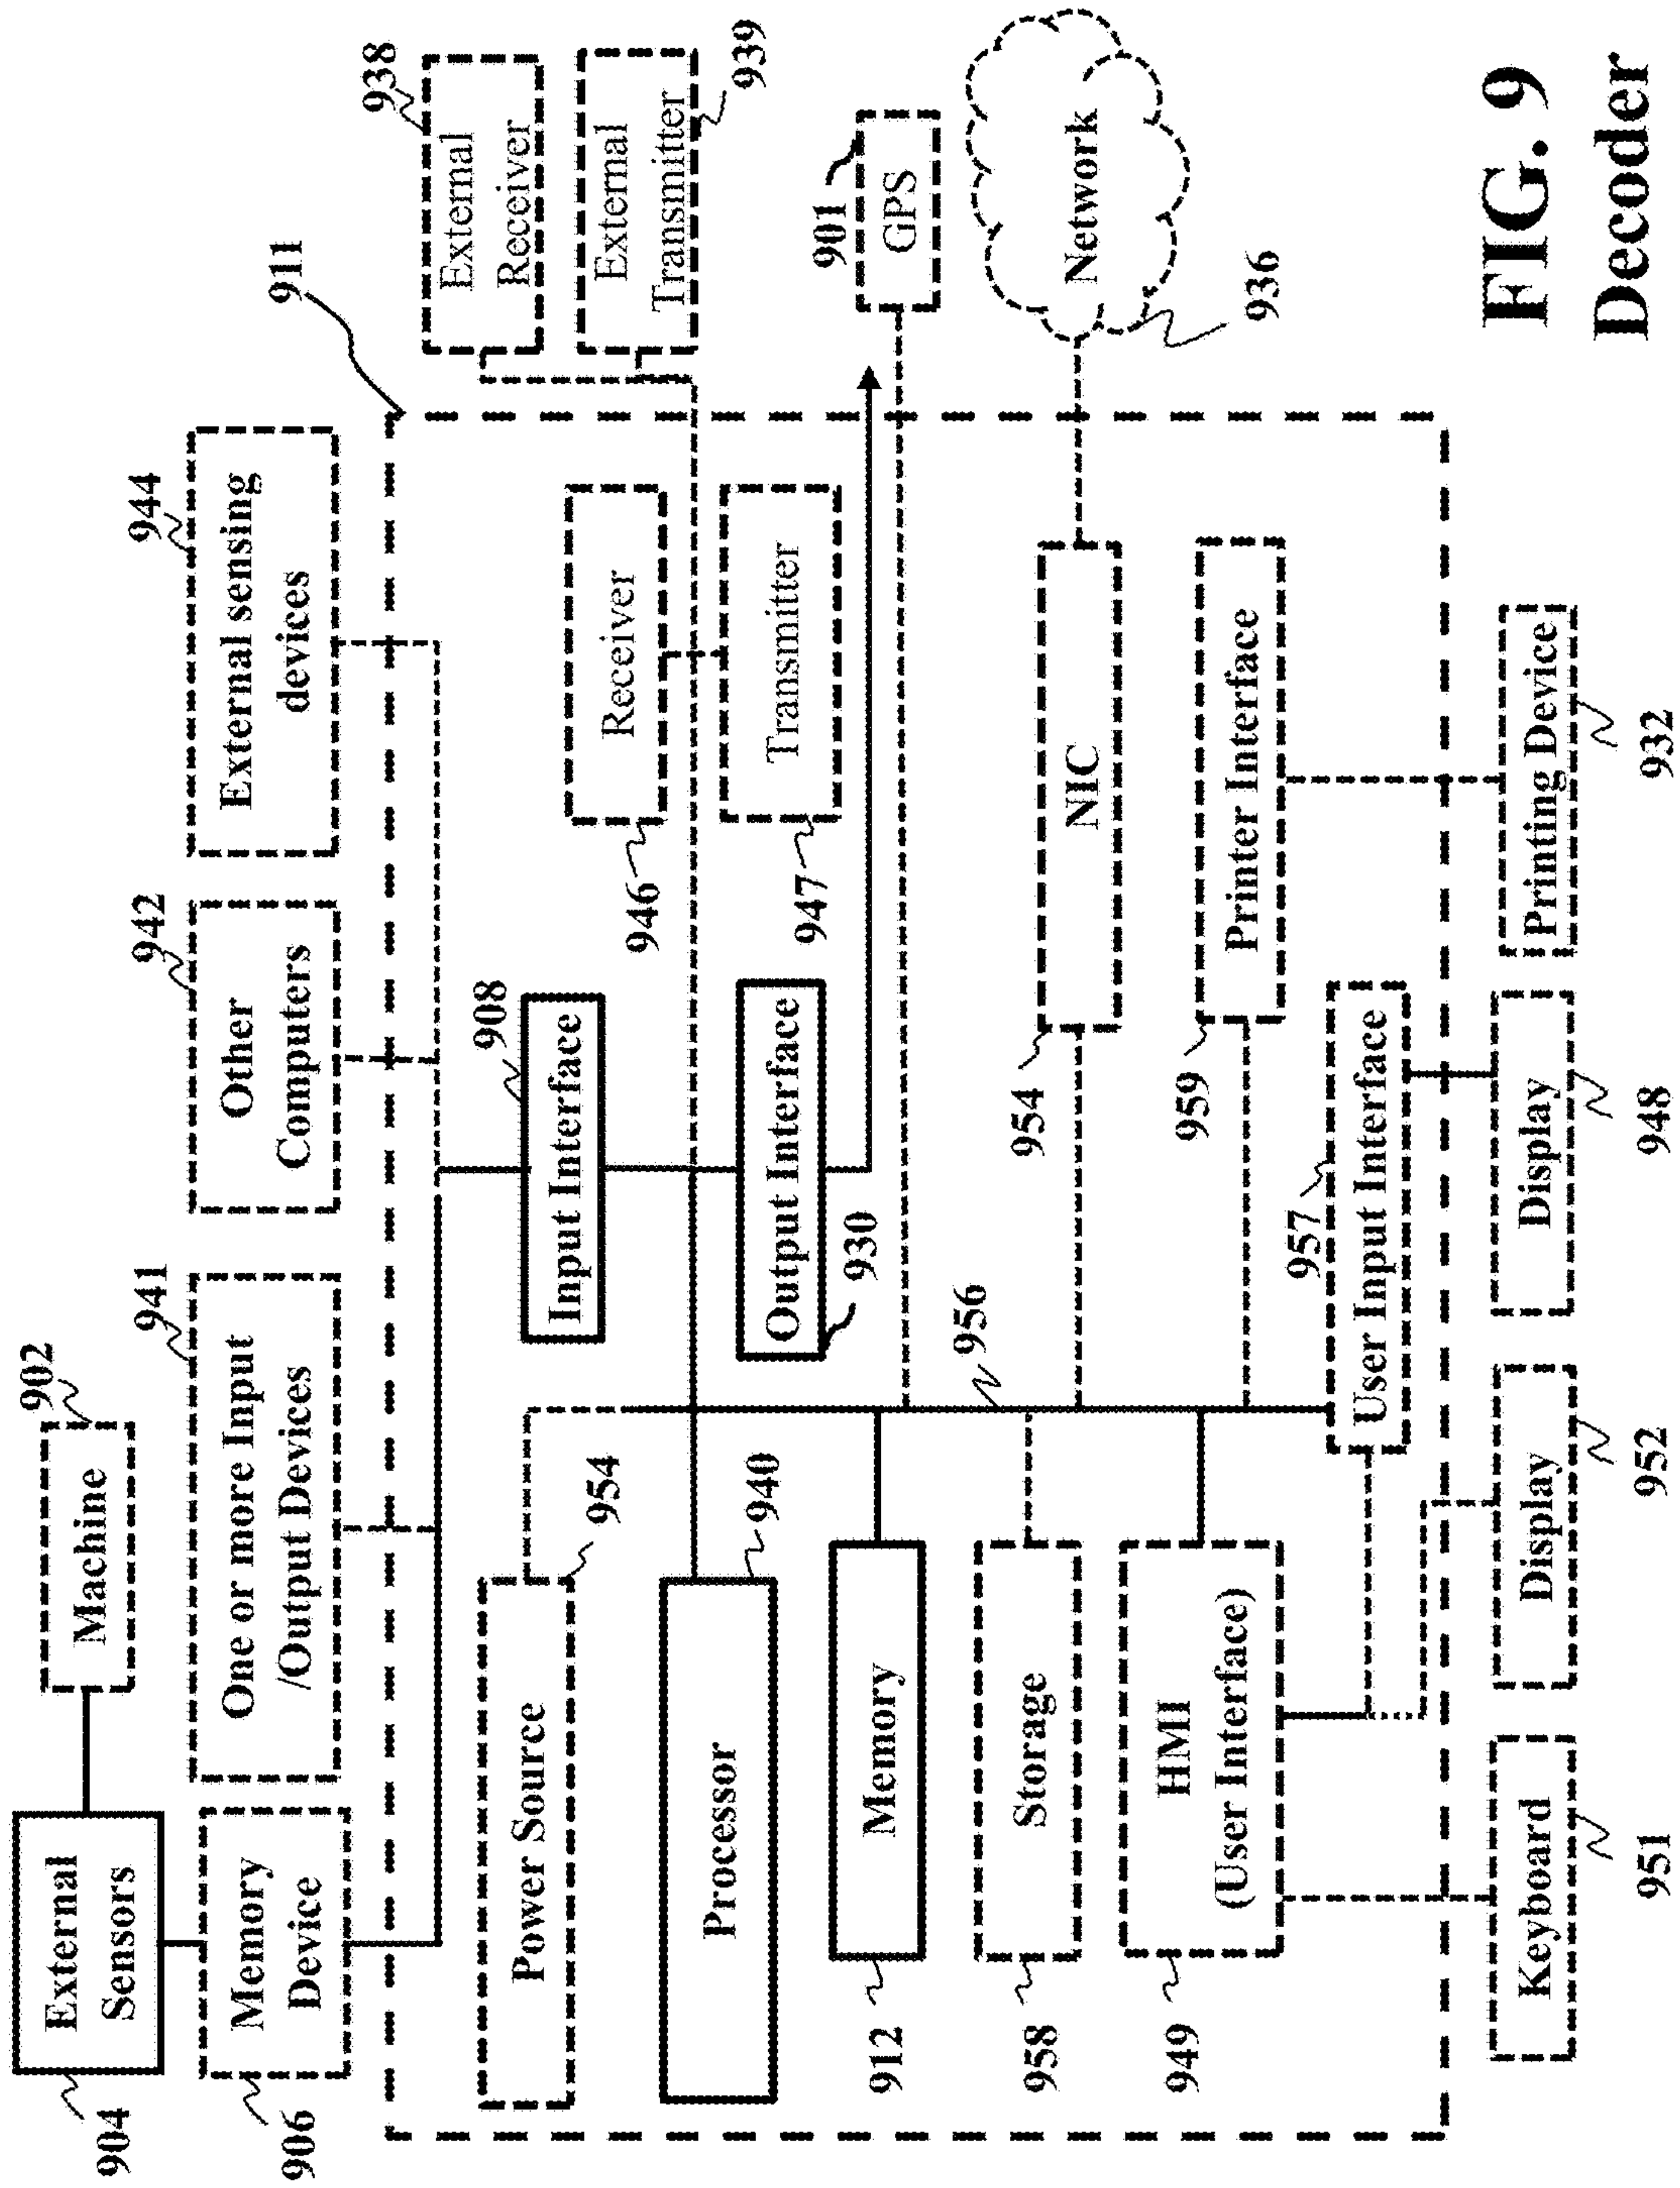 904
External
Sensors
Machine
902
906
Memory
Device
One or more Input
/Output Devices
941
Other
Computers
942
External sensing
devices
944
911
Power Source
954
Input Interface
908
Receiver
946
External
Receiver
938
Processor
940
Output Interface
930
Transmitter
947
External
Transmitter
939
912
Memory
956
901
GPS
958
Storage
954
NIC
Network
936
949
HMI
(User Interface)
959
Printer Interface
957
User Input Interface
Keyboard
951
Display
952
Display
948
Printing Device
932
FIG. 9
Decoder